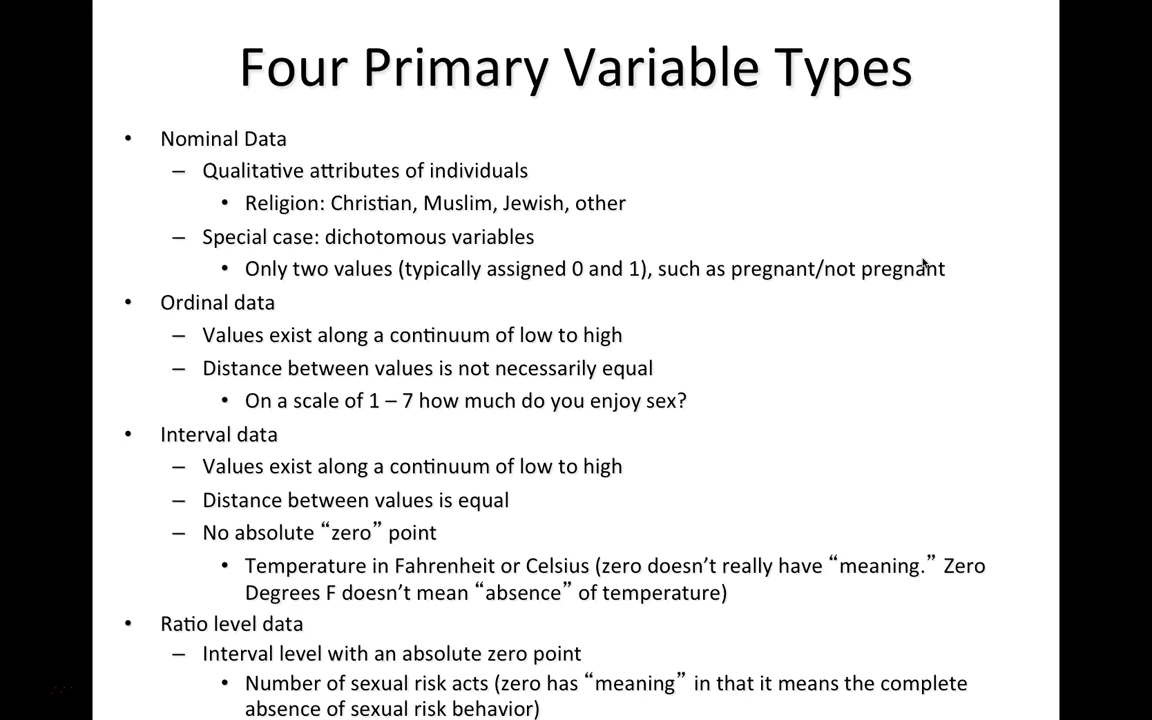 Four Primary Variable Types
• Nominal Data
– Qualitative attributes of individuals
• Religion: Christian, Muslim, Jewish, other
– Special case: dichotomous variables
• Only two values (typically assigned 0 and 1), such as pregnant/not pregnant
• Ordinal data
– Values exist along a continuum of low to high
– Distance between values is not necessarily equal
• On a scale of 1 – 7 how much do you enjoy sex?
• Interval data
– Values exist along a continuum of low to high
– Distance between values is equal
– No absolute “zero” point
• Temperature in Fahrenheit or Celsius (zero doesn’t really have “meaning.” Zero
Degrees F doesn’t mean “absence” of temperature)
• Ratio level data
– Interval level with an absolute zero point
• Number of sexual risk acts (zero has “meaning” in that it means the complete
absence of sexual risk behavior)